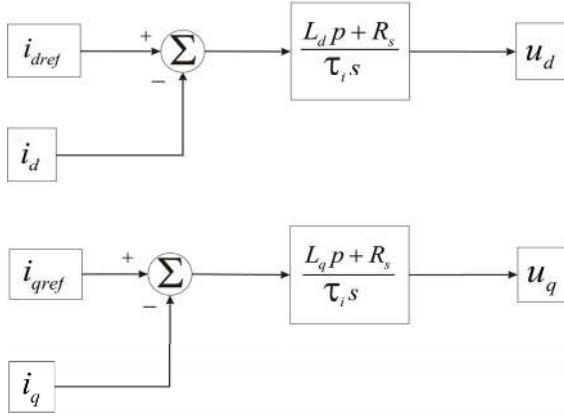 i_dref
+
−
Σ
L_d p + R_s
τ_i s
u_d
i_d
i_qref
+
−
Σ
L_q p + R_s
τ_i s
u_q
i_q